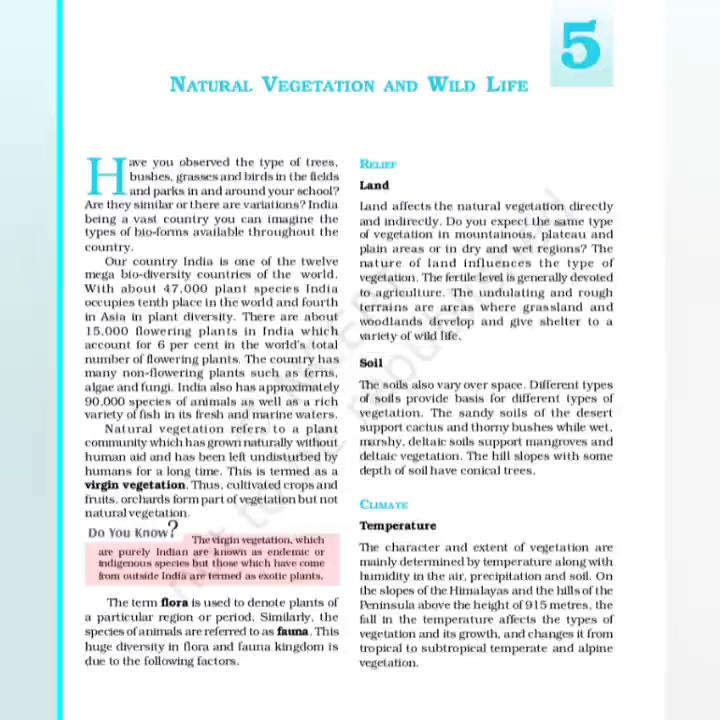 5
NATURAL VEGETATION AND WILD LIFE
Have you observed the type of trees,
bushes, grasses and birds in the fields
and parks in and around your school?
Are they similar or there are variations? India
being a vast country you can imagine the
types of bio-forms available throughout the
country.
Our country India is one of the twelve
mega bio-diversity countries of the world.
With about 47,000 plant species India
occupies tenth place in the world and fourth
in Asia in plant diversity. There are about
15,000 flowering plants in India which
account for 6 per cent in the world's total
number of flowering plants. The country has
many non-flowering plants such as ferns,
algae and fungi. India also has approximately
90,000 species of animals as well as a rich
variety of fish in its fresh and marine waters.
Natural vegetation refers to a plant
community which has grown naturally without
human aid and has been left undisturbed by
humans for a long time. This is termed as a
virgin vegetation. Thus, cultivated crops and
fruits, orchards form part of vegetation but not
natural vegetation.
Do You Know?
The virgin vegetation, which
are purely Indian are known as endemic or
indigenous species but those which have come
from outside India are termed as exotic plants.
The term flora is used to denote plants of
a particular region or period. Similarly, the
species of animals are referred to as fauna. This
huge diversity in flora and fauna kingdom is
due to the following factors.
RELIEF
Land
Land affects the natural vegetation directly
and indirectly. Do you expect the same type
of vegetation in mountainous, plateau and
plain areas or in dry and wet regions? The
nature of land influences the type of
vegetation. The fertile level is generally devoted
to agriculture. The undulating and rough
terrains are areas where grassland and
woodlands develop and give shelter to a
variety of wild life.
Soil
The soils also vary over space. Different types
of soils provide basis for different types of
vegetation. The sandy soils of the desert
support cactus and thorny bushes while wet,
marshy, deltaic soils support mangroves and
deltaic vegetation. The hill slopes with some
depth of soil have conical trees.
CLIMATE
Temperature
The character and extent of vegetation are
mainly determined by temperature along with
humidity in the air, precipitation and soil. On
the slopes of the Himalayas and the hills of the
Peninsula above the height of 915 metres, the
fall in the temperature affects the types of
vegetation and its growth, and changes it from
tropical to subtropical temperate and alpine
vegetation.